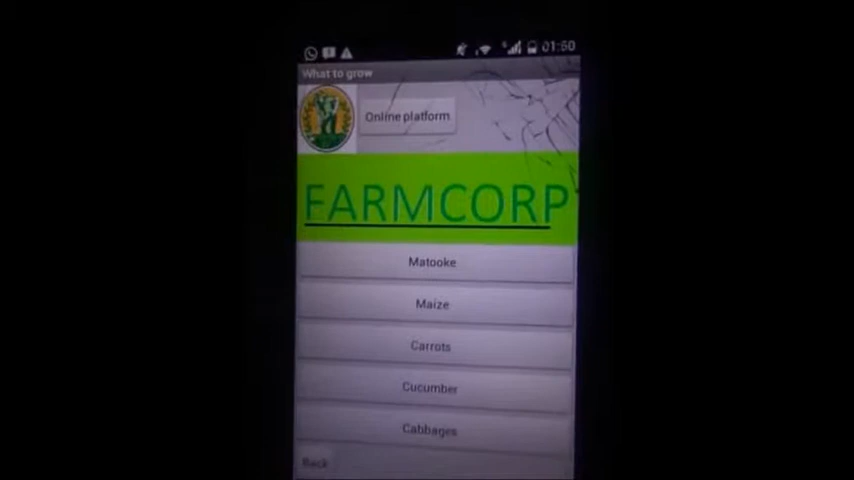 01:50
What to grow
Online platform
FARMCORP
Matooke
Maize
Carrots
Cucumber
Cabbages
Back